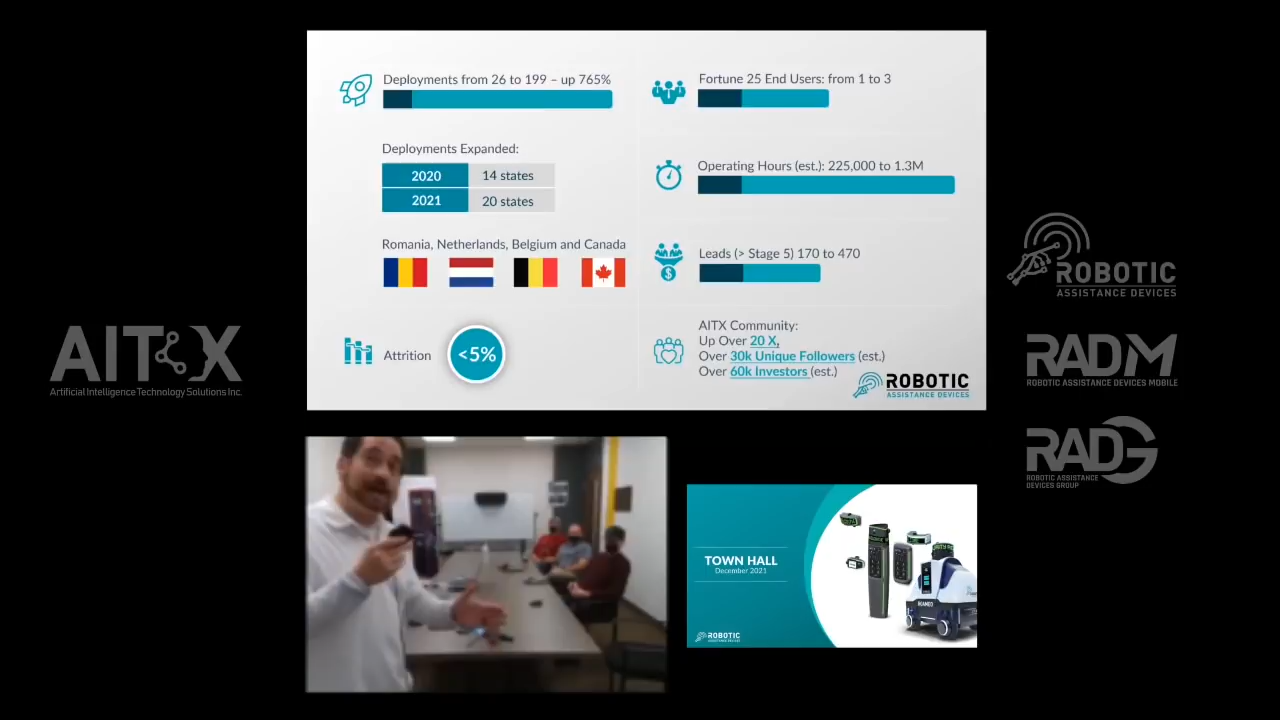 Deployments from 26 to 199 – up 765%
Deployments Expanded:
2020 14 states
2021 20 states
Romania, Netherlands, Belgium and Canada
Attrition <5%
Fortune 25 End Users: from 1 to 3
Operating Hours (est.): 225,000 to 1.3M
Leads (> Stage 5) 170 to 470
$
AITX Community:
Up Over 20 X,
Over 30k Unique Followers (est.)
Over 60k Investors (est.)
ROBOTIC
ASSISTANCE DEVICES
AITX
Artificial Intelligence Technology Solutions Inc.
ROBOTIC
ASSISTANCE DEVICES
RADM
ROBOTIC ASSISTANCE DEVICES MOBILE
RADG
ROBOTIC ASSISTANCE
DEVICES GROUP
TOWN HALL
December 2021
ROBOTIC
ASSISTANCE DEVICES
ROAMEO